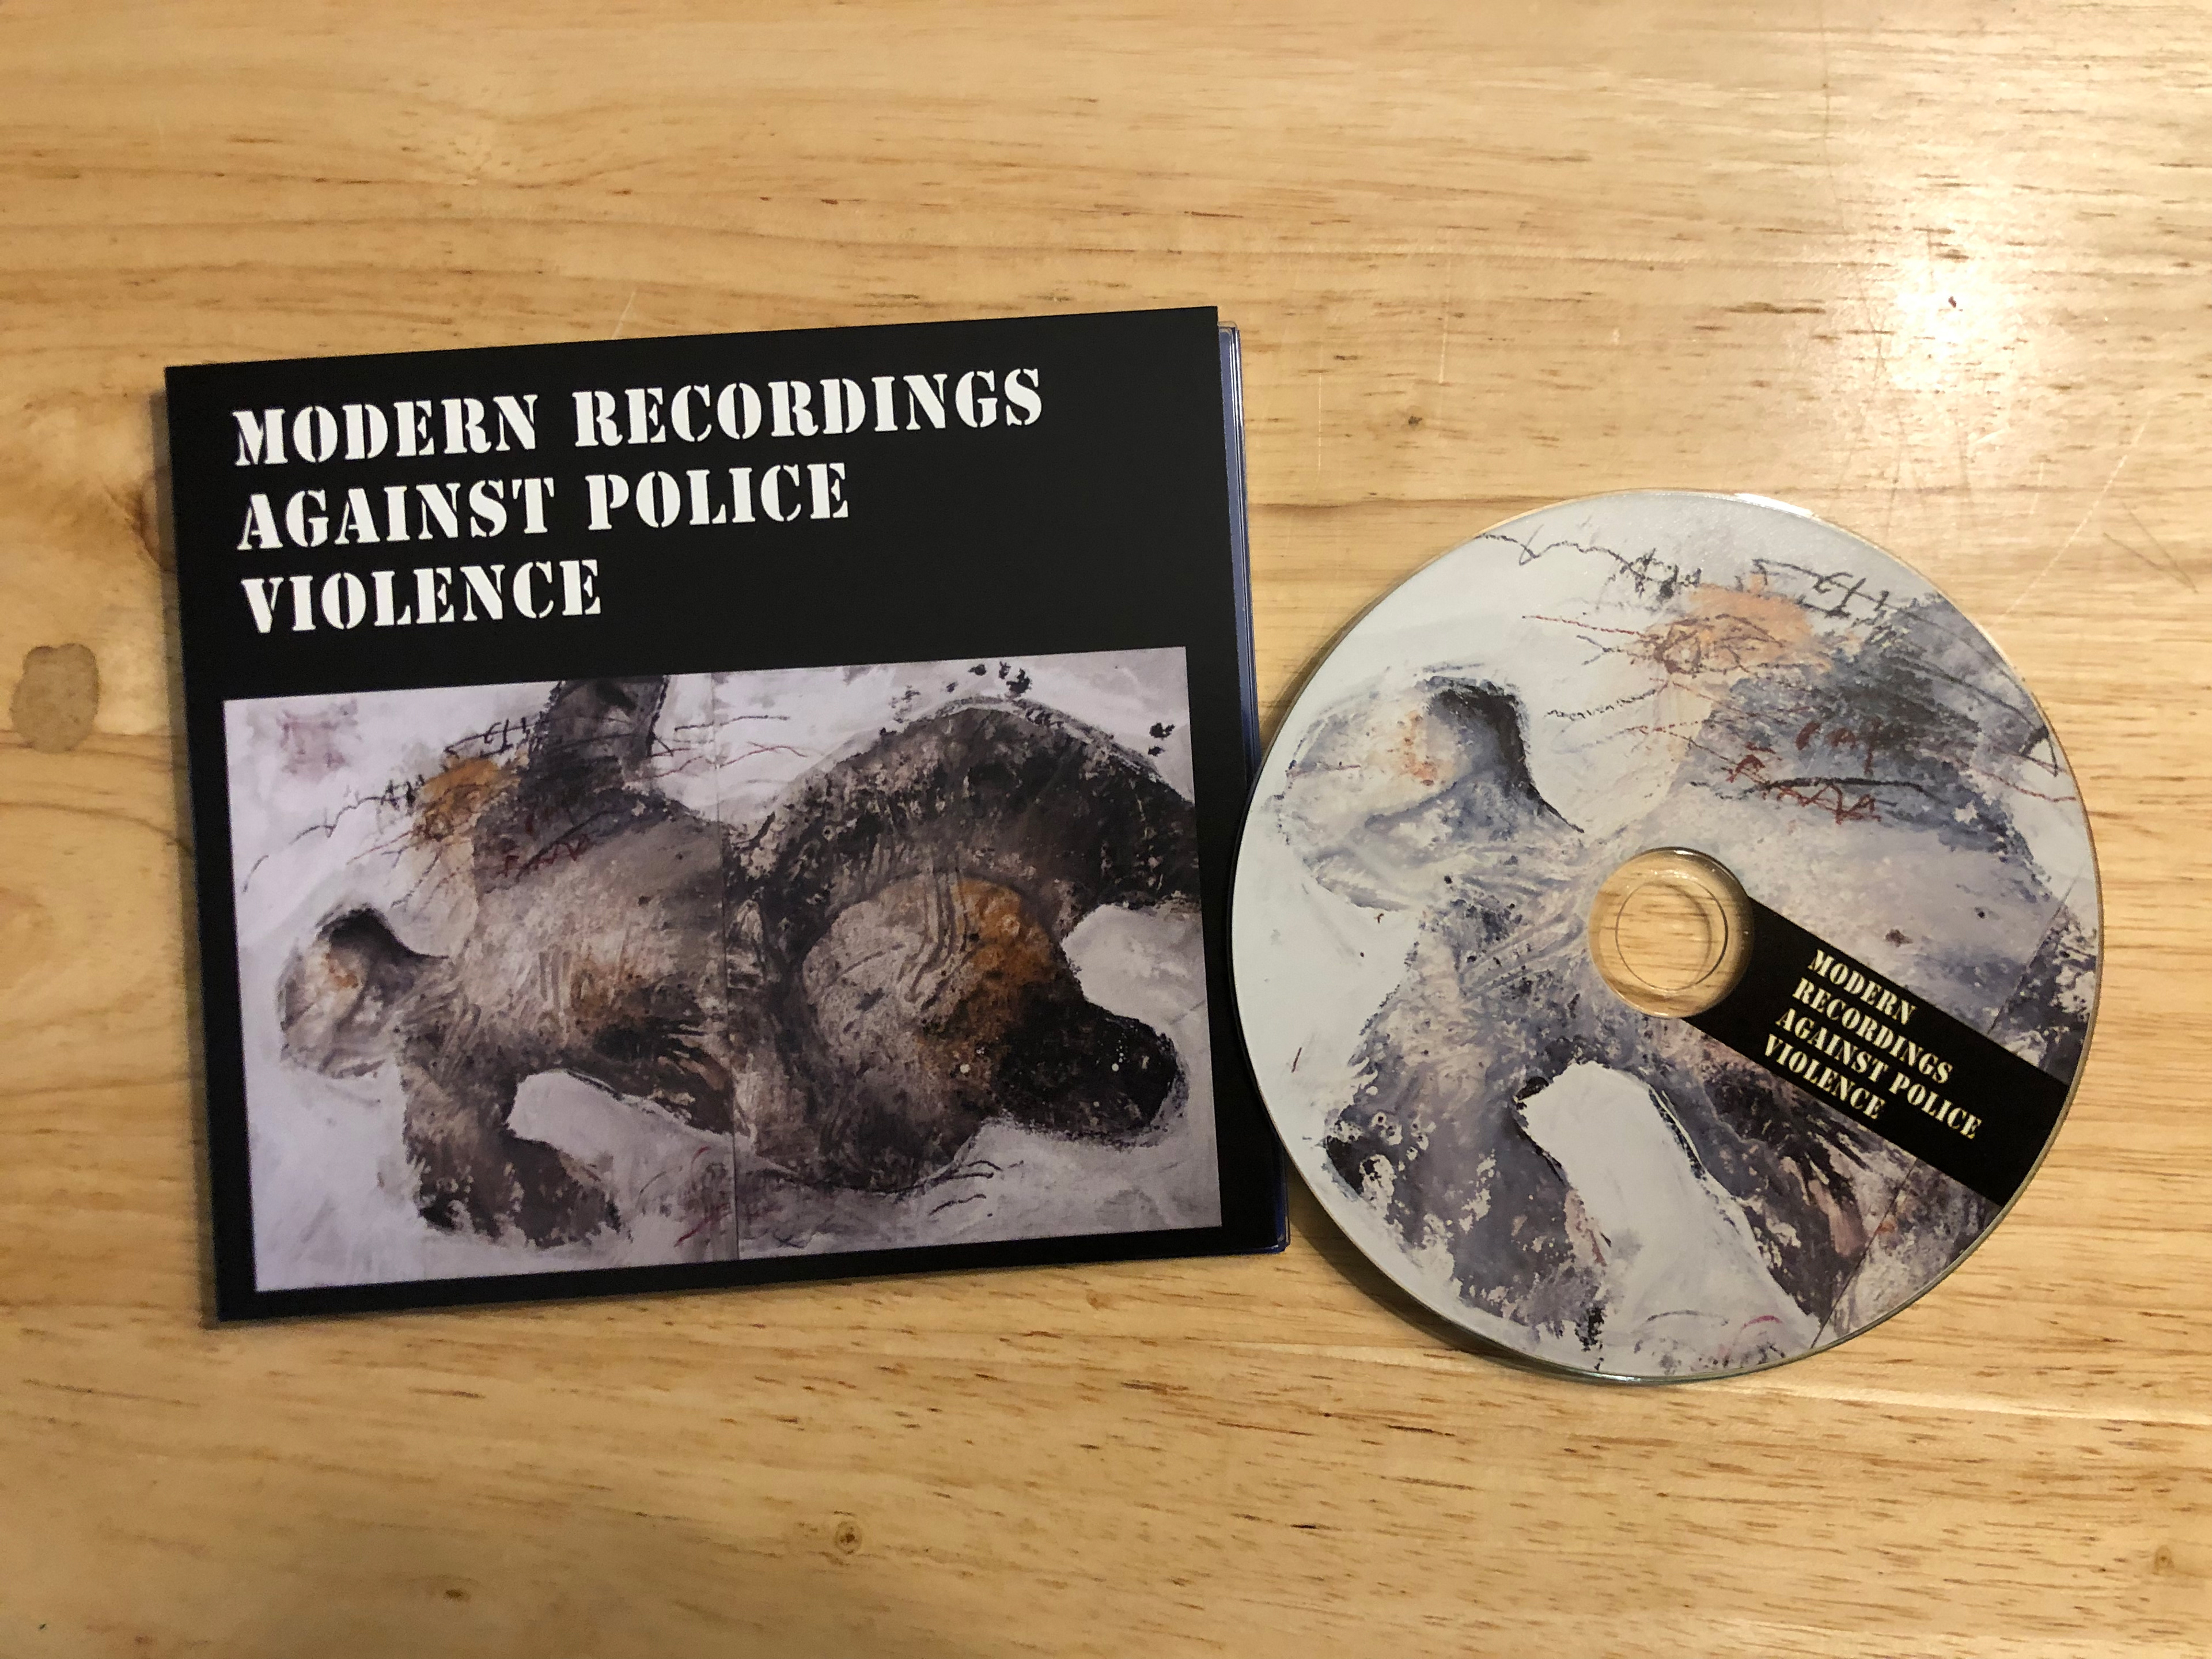 MODERN RECORDINGS
AGAINST POLICE
VIOLENCE
MODERN
RECORDINGS
AGAINST POLICE
VIOLENCE